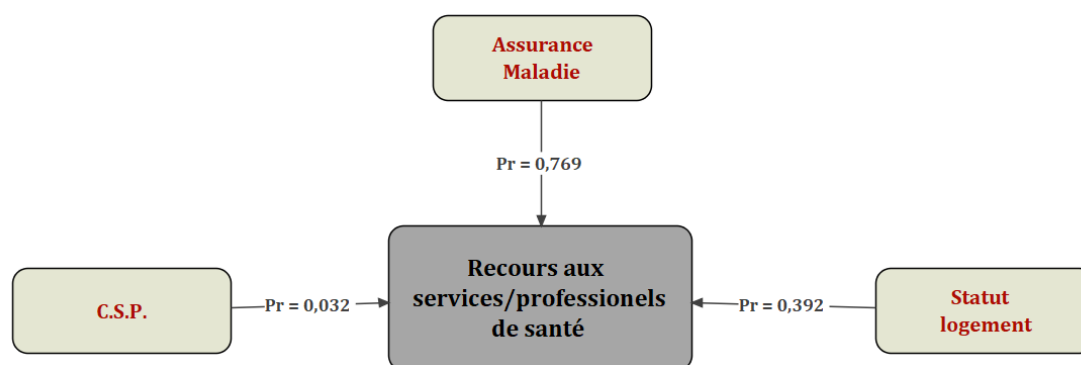 Assurance
Maladie
Pr = 0,769
Recours aux
services/professionels
de santé
C.S.P.
Pr = 0,032
Pr = 0,392
Statut
logement